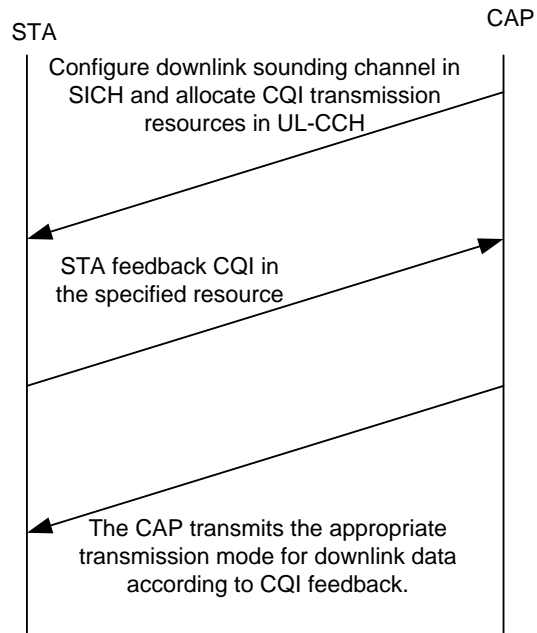 STA
CAP
Configure downlink sounding channel in
SICH and allocate CQI transmission
resources in UL-CCH
STA feedback CQI in
the specified resource
The CAP transmits the appropriate
transmission mode for downlink data
according to CQI feedback.